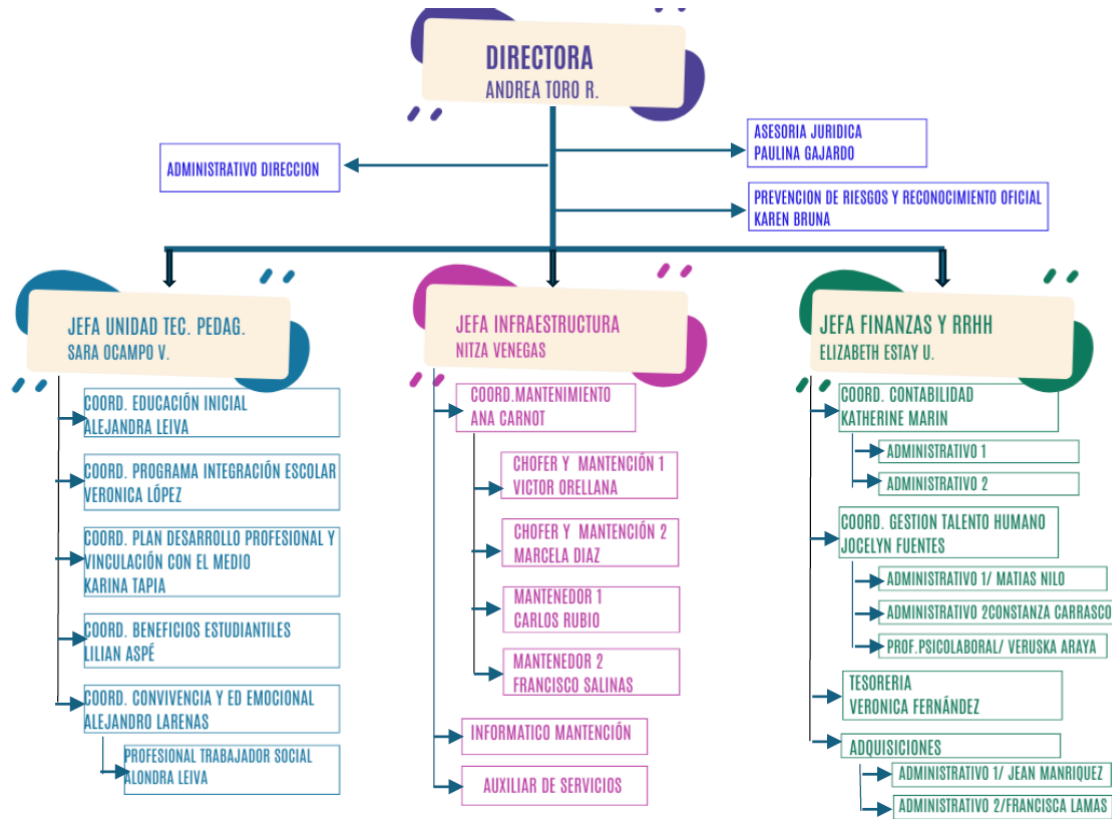 DIRECTORA
ANDREA TORO R.
ADMINISTRATIVO DIRECCION
ASESORIA JURIDICA
PAULINA GAJARDO
PREVENCION DE RIESGOS Y RECONOCIMIENTO OFICIAL
KAREN BRUNA
JEFA UNIDAD TEC. PEDAG.
SARA OCAMPO V.
COORD. EDUCACIÓN INICIAL
ALEJANDRA LEIVA
COORD. PROGRAMA INTEGRACIÓN ESCOLAR
VERONICA LÓPEZ
COORD. PLAN DESARROLLO PROFESIONAL Y
VINCULACIÓN CON EL MEDIO
KARINA TAPIA
COORD. BENEFICIOS ESTUDIANTILES
LILIAN ASPÉ
COORD. CONVIVENCIA Y ED EMOCIONAL
ALEJANDRO LARENAS
PROFESIONAL TRABAJADOR SOCIAL
ALONDRA LEIVA
JEFA INFRAESTRUCTURA
NITZA VENEGAS
COORD.MANTENIMIENTO
ANA CARNOT
CHOFER Y MANTENCIÓN 1
VICTOR ORELLANA
CHOFER Y MANTENCIÓN 2
MARCELA DIAZ
MANTENEDOR 1
CARLOS RUBIO
MANTENEDOR 2
FRANCISCO SALINAS
INFORMATICO MANTENCIÓN
AUXILIAR DE SERVICIOS
JEFA FINANZAS Y RRHH
ELIZABETH ESTAY U.
COORD. CONTABILIDAD
KATHERINE MARIN
ADMINISTRATIVO 1
ADMINISTRATIVO 2
COORD. GESTION TALENTO HUMANO
JOCELYN FUENTES
ADMINISTRATIVO 1/ MATIAS NILO
ADMINISTRATIVO 2CONSTANZA CARRASCO
PROF.PSICOLABORAL/ VERUSKA ARAYA
TESORERIA
VERONICA FERNÁNDEZ
ADQUISICIONES
ADMINISTRATIVO 1/ JEAN MANRIQUEZ
ADMINISTRATIVO 2/FRANCISCA LAMAS